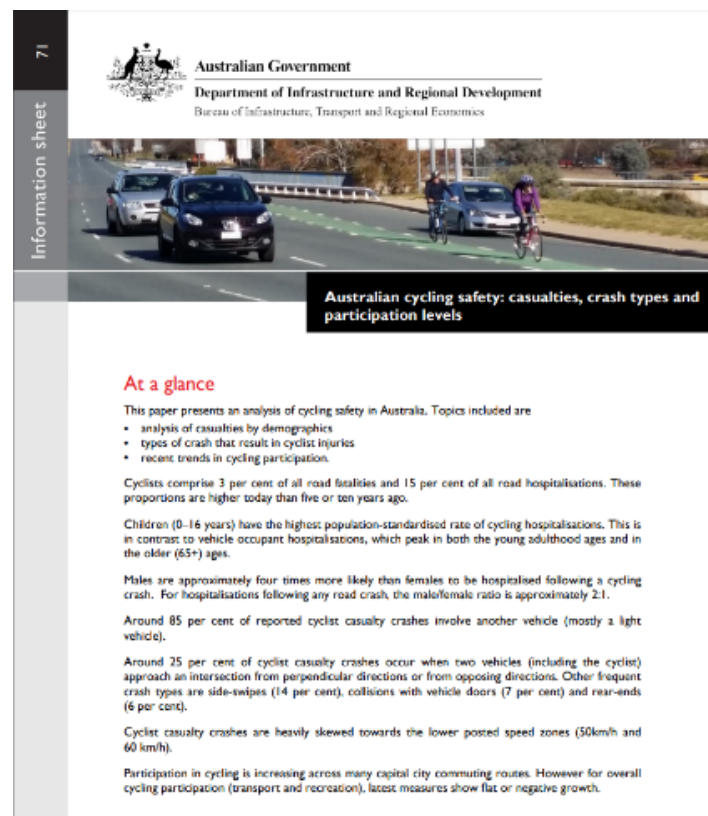 71
Information sheet
Australian Government
Department of Infrastructure and Regional Development
Bureau of Infrastructure, Transport and Regional Economics
Australian cycling safety: casualties, crash types and
participation levels
At a glance
This paper presents an analysis of cycling safety in Australia. Topics included are
• analysis of casualties by demographics
• types of crash that result in cyclist injuries
• recent trends in cycling participation.
Cyclists comprise 3 per cent of all road fatalities and 15 per cent of all road hospitalisations. These
proportions are higher today than five or ten years ago.
Children (0–16 years) have the highest population-standardised rate of cycling hospitalisations. This is
in contrast to vehicle occupant hospitalisations, which peak in both the young adulthood ages and in
the older (65+) ages.
Males are approximately four times more likely than females to be hospitalised following a cycling
crash. For hospitalisations following any road crash, the male/female ratio is approximately 2:1.
Around 85 per cent of reported cyclist casualty crashes involve another vehicle (mostly a light
vehicle).
Around 25 per cent of cyclist casualty crashes occur when two vehicles (including the cyclist)
approach an intersection from perpendicular directions or from opposing directions. Other frequent
crash types are side-swipes (14 per cent), collisions with vehicle doors (7 per cent) and rear-ends
(6 per cent).
Cyclist casualty crashes are heavily skewed towards the lower posted speed zones (50km/h and
60 km/h).
Participation in cycling is increasing across many capital city commuting routes. However for overall
cycling participation (transport and recreation), latest measures show flat or negative growth.